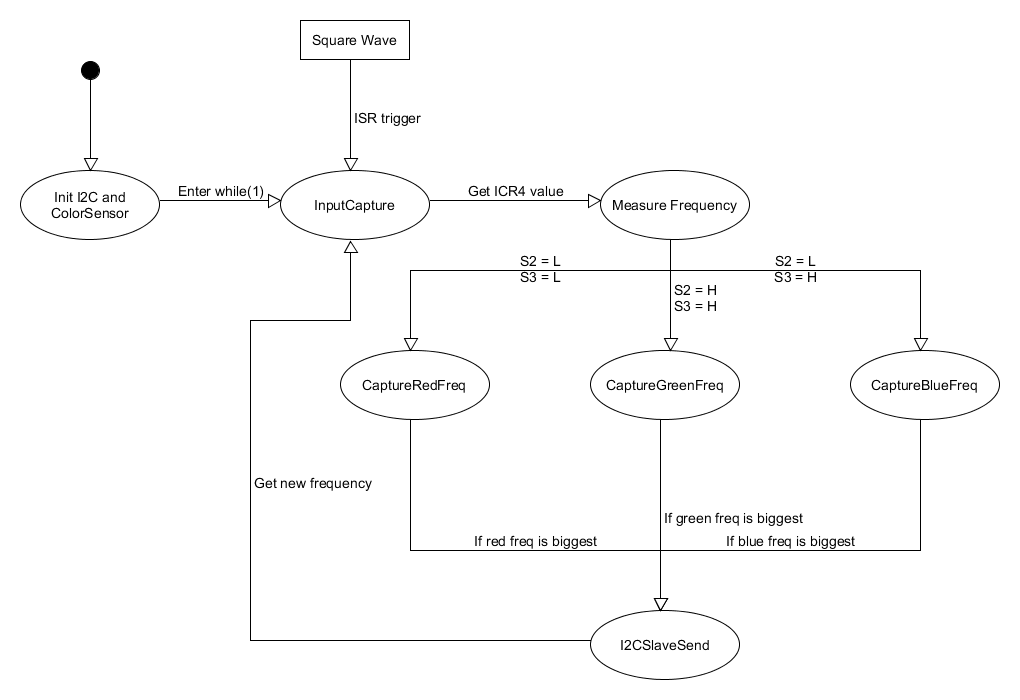 Square Wave
ISR trigger
Init I2C and
ColorSensor
Enter while(1)
InputCapture
Get ICR4 value
Measure Frequency
S2 = L
S3 = L
S2 = H
S3 = H
S2 = L
S3 = H
CaptureRedFreq
CaptureGreenFreq
CaptureBlueFreq
Get new frequency
If green freq is biggest
If red freq is biggest
If blue freq is biggest
I2CSlaveSend